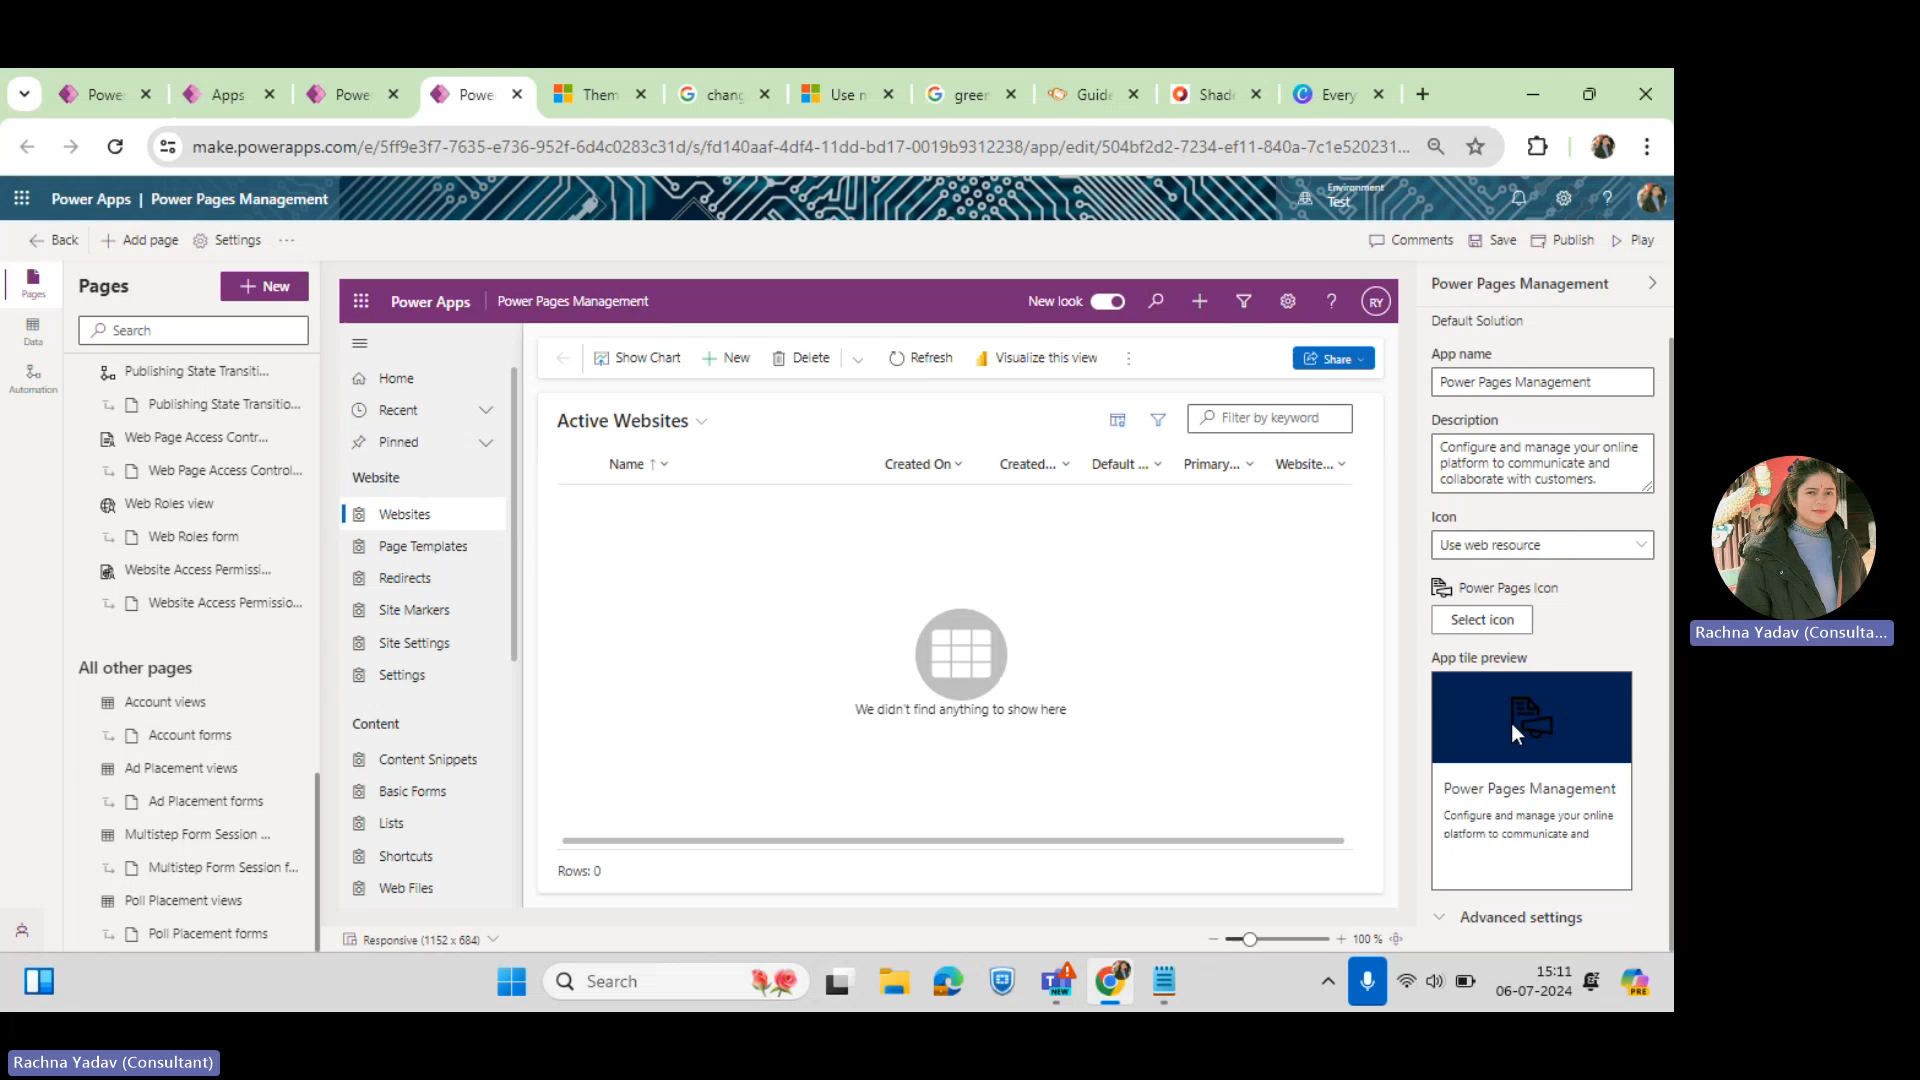 Power
Apps
Power
Power
Them
chang
Use n
green
Guide
Shade
Every
make.powerapps.com/e/5ff9e3f7-7635-e736-952f-6d4c0283c31d/s/fd140aaf-4df4-11dd-bd17-0019b9312238/app/edit/504bf2d2-7234-ef11-840a-7c1e520231...
Power Apps | Power Pages Management
Environment
Test
Back
Add page
Settings
Comments
Save
Publish
Play
Pages
Data
Automation
Pages
New
Search
Publishing State Transiti...
Publishing State Transitio...
Web Page Access Contr...
Web Page Access Control...
Web Roles view
Web Roles form
Website Access Permissi...
Website Access Permissio...
All other pages
Account views
Account forms
Ad Placement views
Ad Placement forms
Multistep Form Session ...
Multistep Form Session f...
Poll Placement views
Poll Placement forms
Power Apps
Power Pages Management
New look
RY
Home
Recent
Pinned
Website
Websites
Page Templates
Redirects
Site Markers
Site Settings
Settings
Content
Content Snippets
Basic Forms
Lists
Shortcuts
Web Files
Show Chart
New
Delete
Refresh
Visualize this view
Share
Active Websites
Filter by keyword
Name
Created On
Created...
Default ...
Primary...
Website...
We didn't find anything to show here
Rows: 0
Responsive (1152 x 684)
100 %
Power Pages Management
Default Solution
App name
Power Pages Management
Description
Configure and manage your online
platform to communicate and
collaborate with customers.
Icon
Use web resource
Power Pages Icon
Select icon
App tile preview
Power Pages Management
Configure and manage your online
platform to communicate and
Advanced settings
Search
NEW
15:11
06-07-2024
PRE
Rachna Yadav (Consulta...
Rachna Yadav (Consultant)